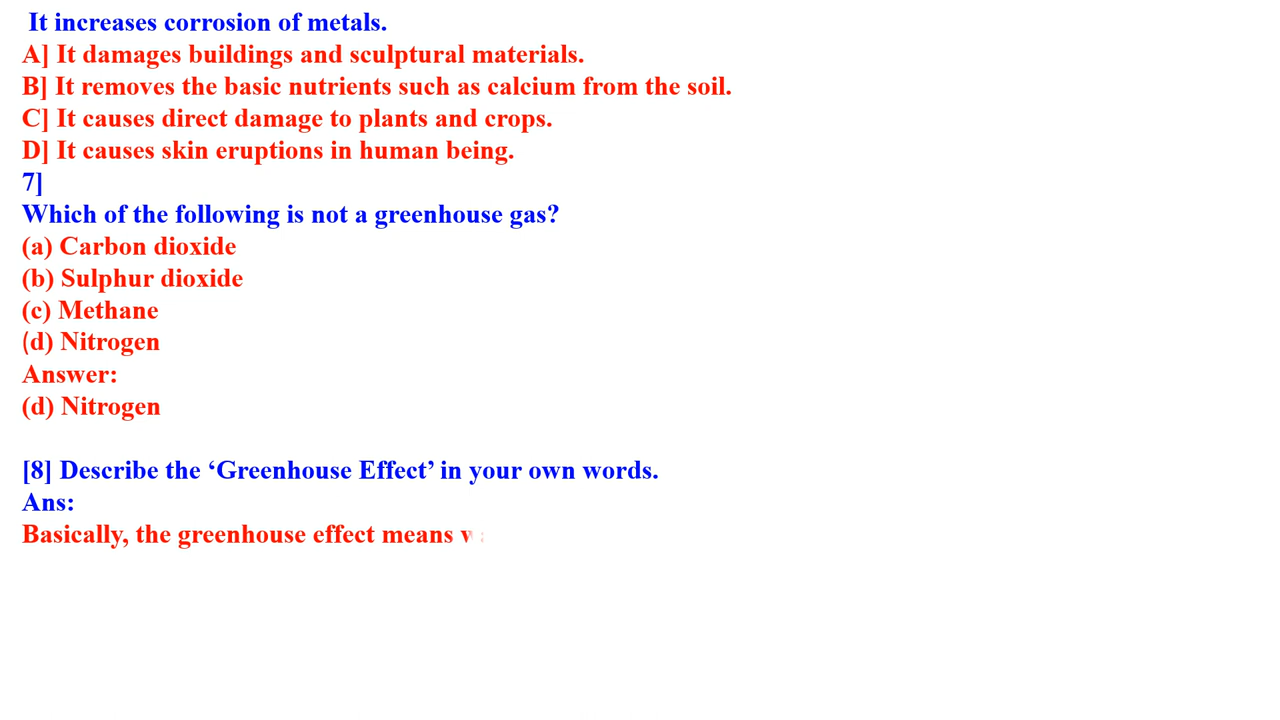 It increases corrosion of metals.
A] It damages buildings and sculptural materials.
B] It removes the basic nutrients such as calcium from the soil.
C] It causes direct damage to plants and crops.
D] It causes skin eruptions in human being.
7]
Which of the following is not a greenhouse gas?
(a) Carbon dioxide
(b) Sulphur dioxide
(c) Methane
(d) Nitrogen
Answer:
(d) Nitrogen
[8] Describe the ‘Greenhouse Effect’ in your own words.
Ans:
Basically, the greenhouse effect means